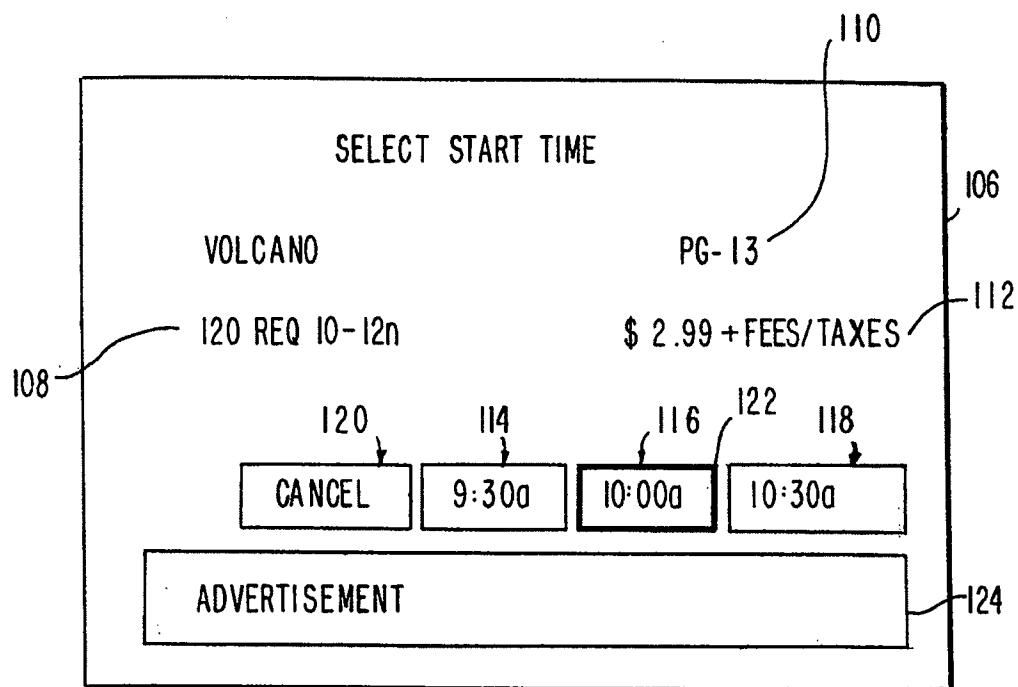 110
SELECT START TIME
106
VOLCANO PG-13
112
120 REQ 10-12n $ 2.99 + FEES/TAXES
108
120 114 116 122 118
CANCEL 9:30a 10:00a 10:30a
ADVERTISEMENT
124